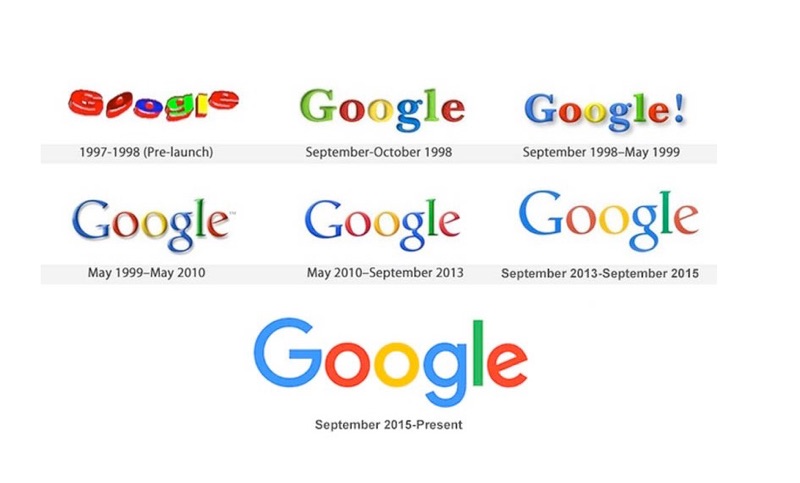 Google
Google
Google!
1997-1998 (Pre-launch)
September-October 1998
September 1998–May 1999
Google™
Google
Google
May 1999–May 2010
May 2010–September 2013
September 2013-September 2015
Google
September 2015-Present